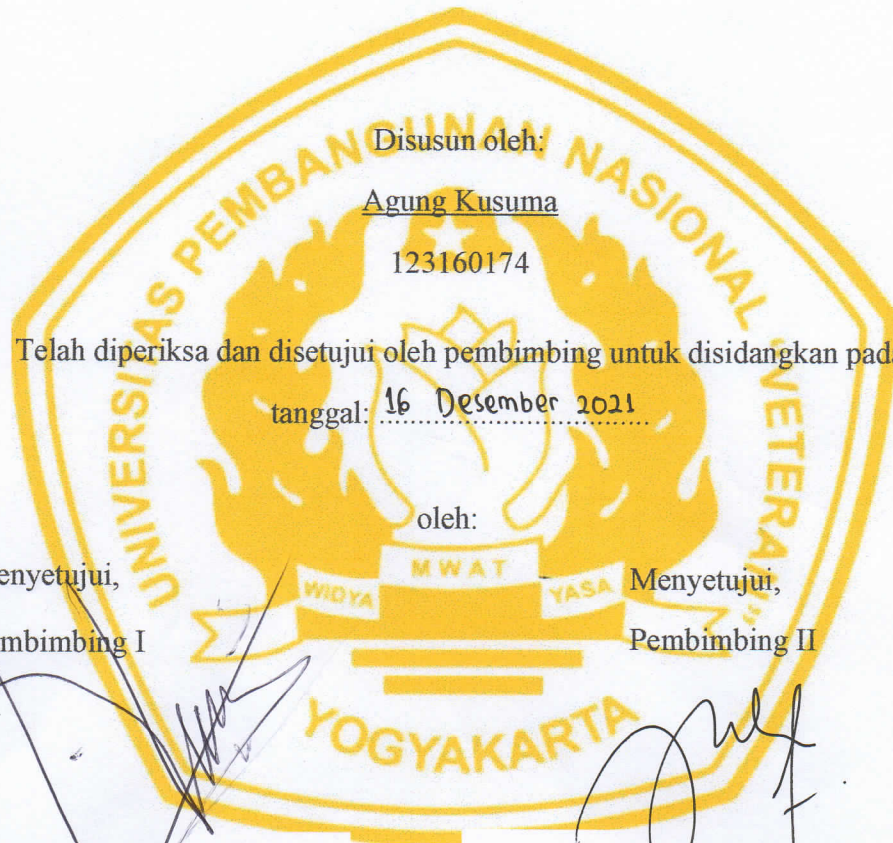 UNIVERSITAS PEMBANGUNAN NASIONAL "VETERAN"
Disusun oleh:
Agung Kusuma
123160174
Telah diperiksa dan disetujui oleh pembimbing untuk disidangkan pada
tanggal: 16 Desember 2021
oleh:
WIDYA MWAT YASA
enyetujui, Menyetujui,
mbimbing I Pembimbing II
YOGYAKARTA